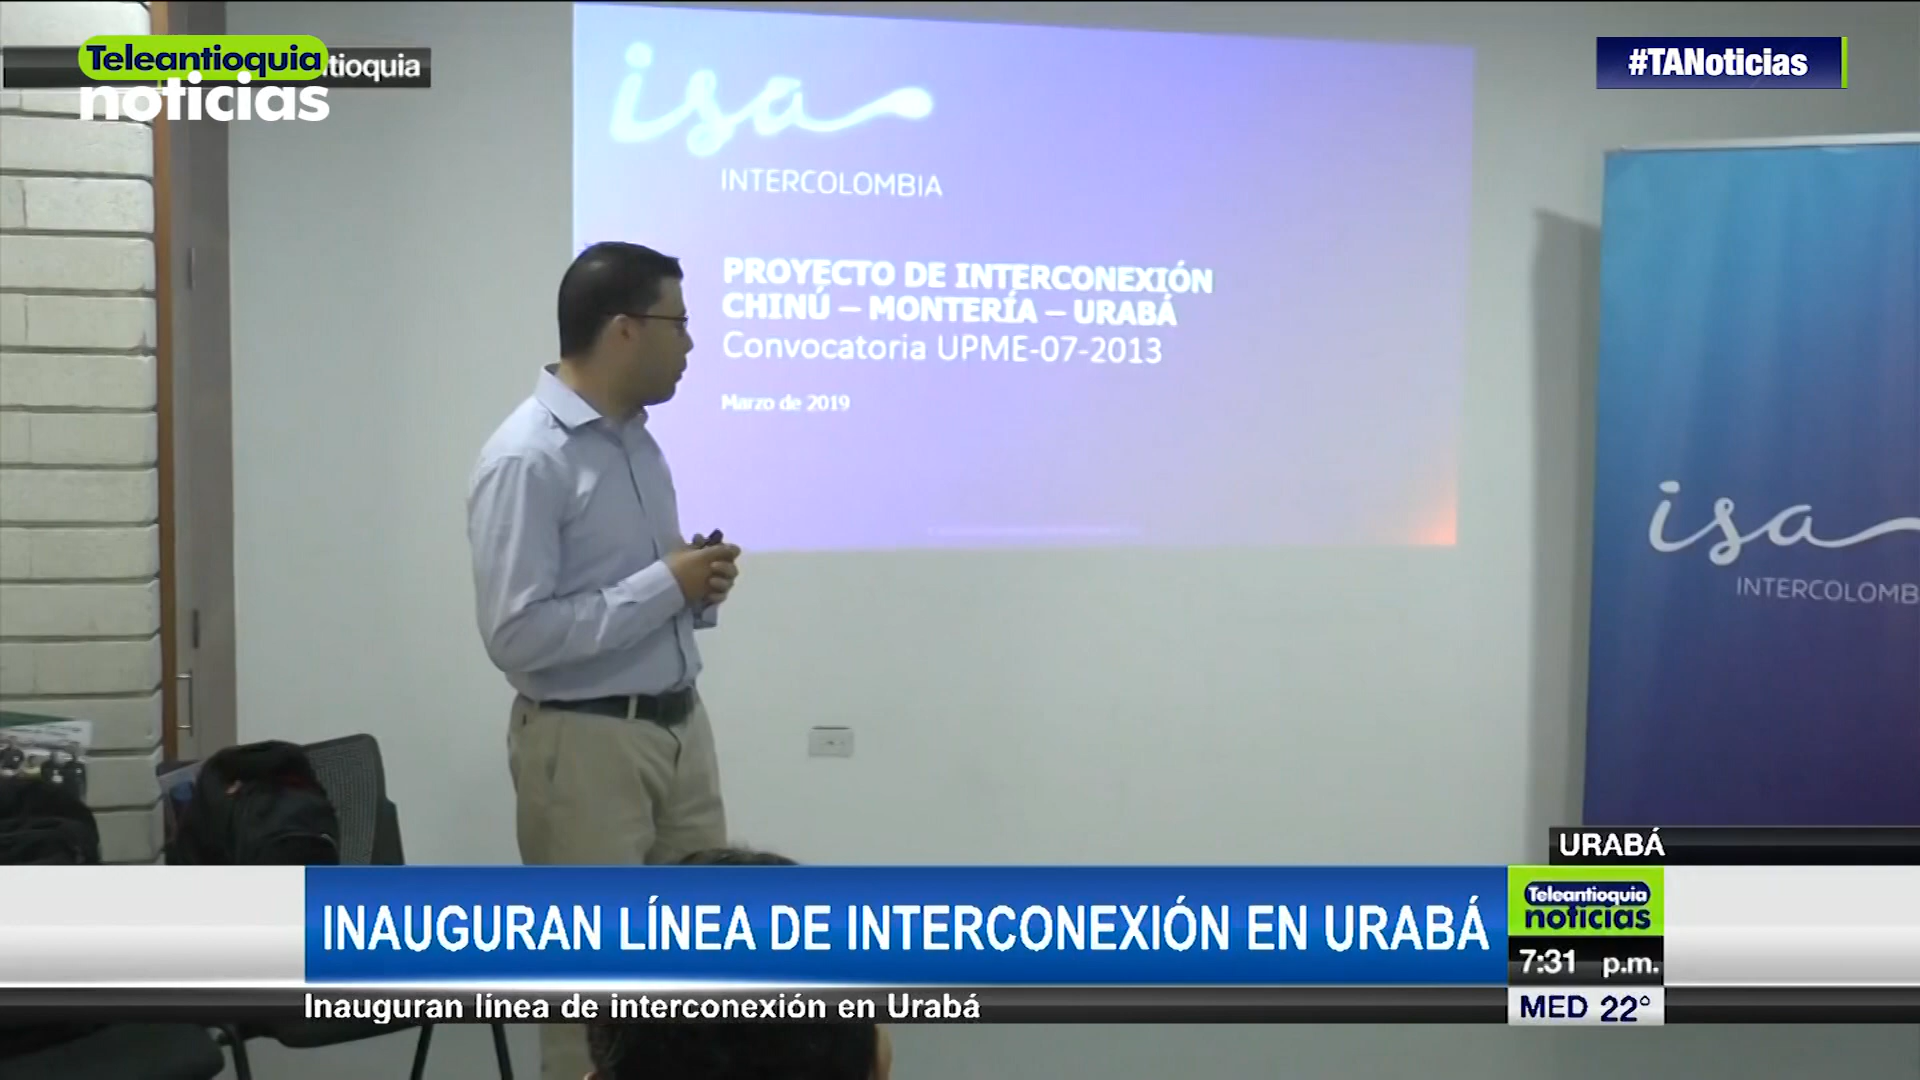 Teleantioquia
noticias
tioquia
#TANoticias
isa
INTERCOLOMBIA
PROYECTO DE INTERCONEXIÓN
CHINÚ – MONTERÍA – URABÁ
Convocatoria UPME-07-2013
Marzo de 2019
isa
INTERCOLOMB
URABÁ
INAUGURAN LÍNEA DE INTERCONEXIÓN EN URABÁ
Teleantioquia
noticias
7:31 p.m.
Inauguran línea de interconexión en Urabá
MED 22°